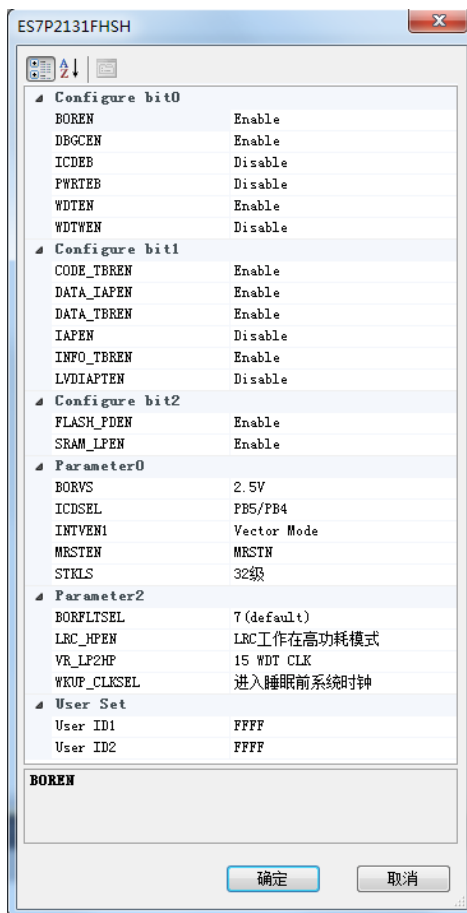 ES7P2131FHSH
Configure bit0
BOREN Enable
DBGCEN Enable
ICDEB Disable
PWRTEB Disable
WDTEN Enable
WDTWEN Disable
Configure bit1
CODE_TBREN Enable
DATA_IAPEN Enable
DATA_TBREN Enable
IAPEN Disable
INFO_TBREN Enable
LVDIAPTEN Disable
Configure bit2
FLASH_PDEN Enable
SRAM_LPEN Enable
Parameter0
BORVS 2.5V
ICDSEL PB5/PB4
INTVEN1 Vector Mode
MRSTEN MRSTN
STKLS 32级
Parameter2
BORFLTSEL 7(default)
LRC_HPEN LRC工作在高功耗模式
VR_LP2HP 15 WDT CLK
WKUP_CLKSEL 进入睡眠前系统时钟
User Set
User ID1 FFFF
User ID2 FFFF
BOREN
确定 取消